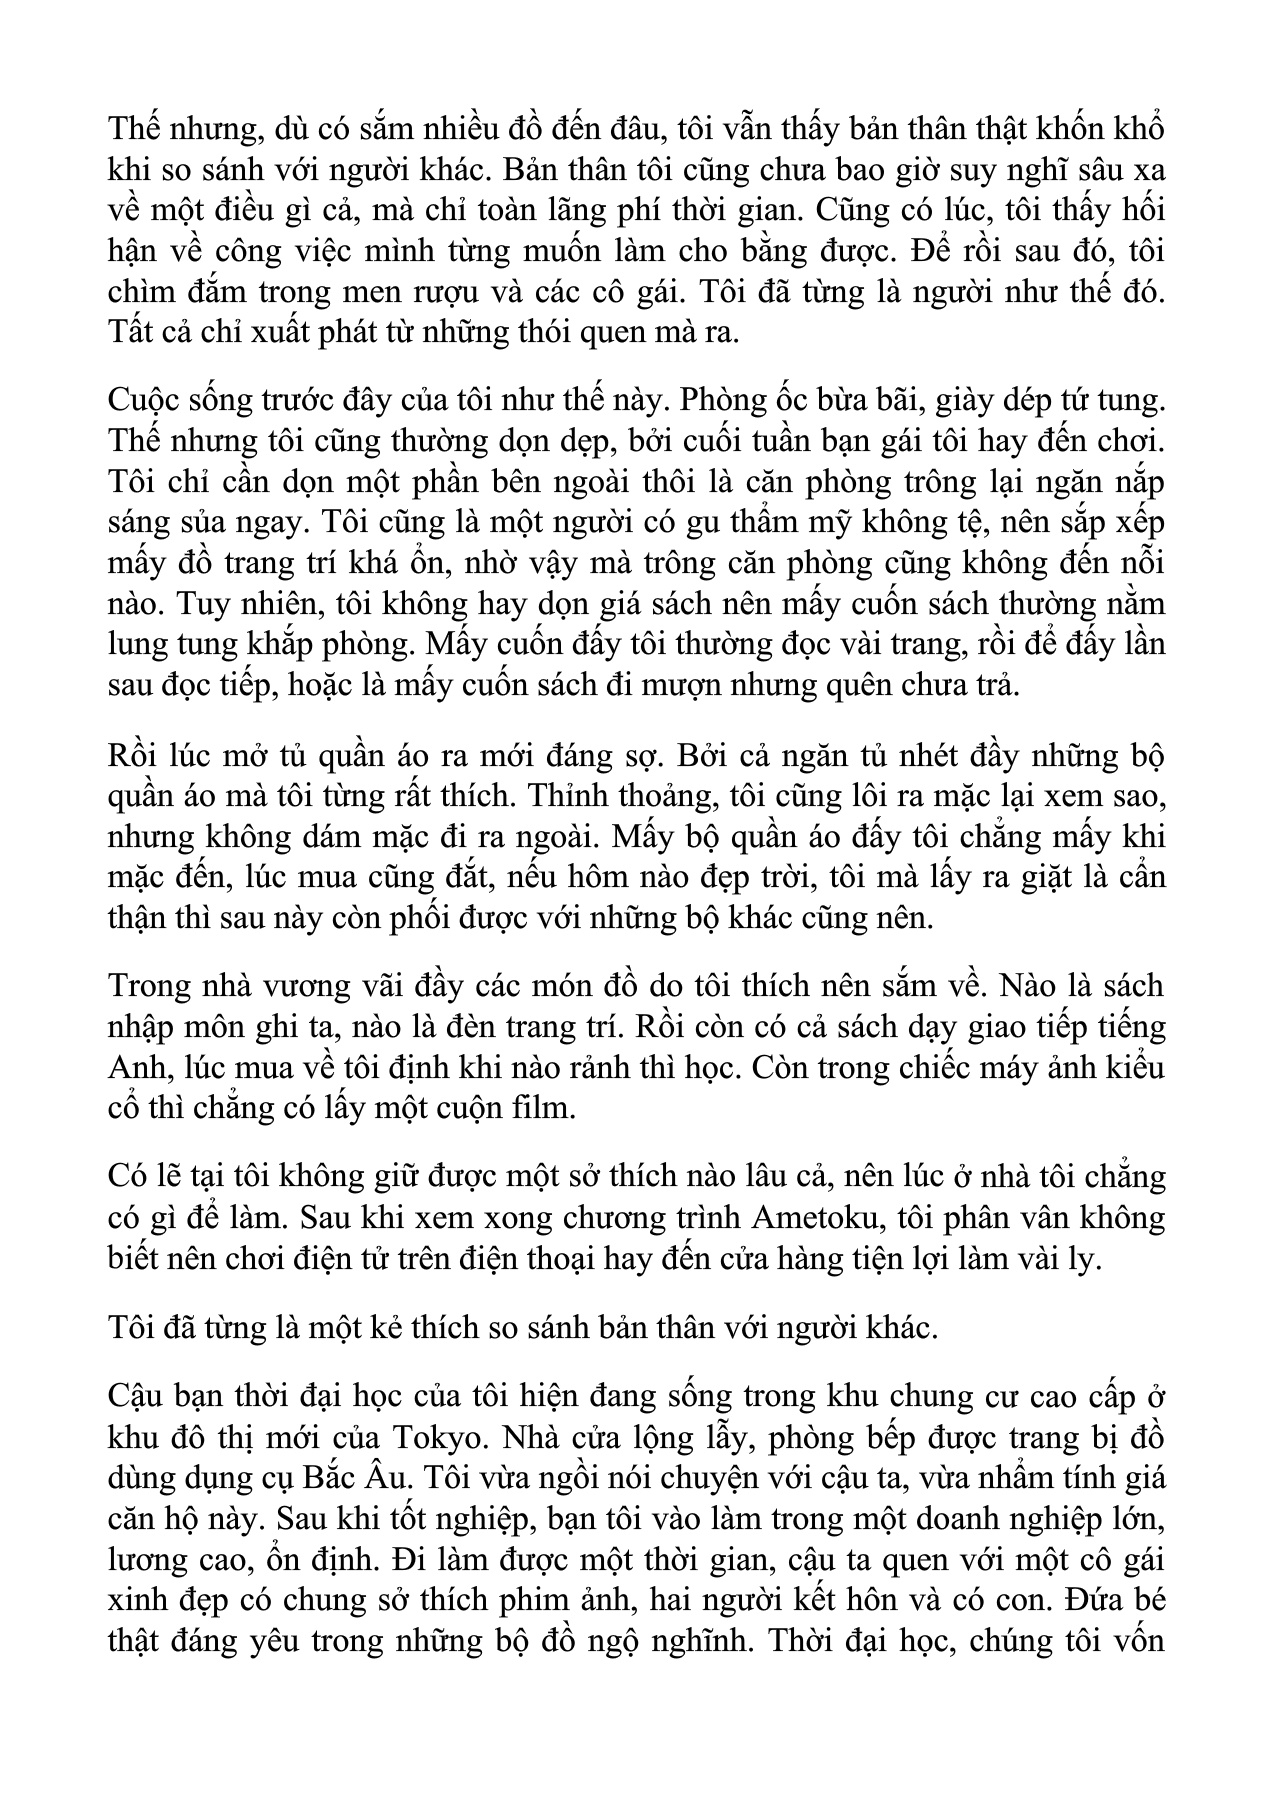 Thế nhưng, dù có sắm nhiều đồ đến đâu, tôi vẫn thấy bản thân thật khốn khổ
khi so sánh với người khác. Bản thân tôi cũng chưa bao giờ suy nghĩ sâu xa
về một điều gì cả, mà chỉ toàn lãng phí thời gian. Cũng có lúc, tôi thấy hối
hận về công việc mình từng muốn làm cho bằng được. Để rồi sau đó, tôi
chìm đắm trong men rượu và các cô gái. Tôi đã từng là người như thế đó.
Tất cả chỉ xuất phát từ những thói quen mà ra.
Cuộc sống trước đây của tôi như thế này. Phòng ốc bừa bãi, giày dép tứ tung.
Thế nhưng tôi cũng thường dọn dẹp, bởi cuối tuần bạn gái tôi hay đến chơi.
Tôi chỉ cần dọn một phần bên ngoài thôi là căn phòng trông lại ngăn nắp
sáng sủa ngay. Tôi cũng là một người có gu thẩm mỹ không tệ, nên sắp xếp
mấy đồ trang trí khá ổn, nhờ vậy mà trông căn phòng cũng không đến nỗi
nào. Tuy nhiên, tôi không hay dọn giá sách nên mấy cuốn sách thường nằm
lung tung khắp phòng. Mấy cuốn đấy tôi thường đọc vài trang, rồi để đấy lần
sau đọc tiếp, hoặc là mấy cuốn sách đi mượn nhưng quên chưa trả.
Rồi lúc mở tủ quần áo ra mới đáng sợ. Bởi cả ngăn tủ nhét đầy những bộ
quần áo mà tôi từng rất thích. Thỉnh thoảng, tôi cũng lôi ra mặc lại xem sao,
nhưng không dám mặc đi ra ngoài. Mấy bộ quần áo đấy tôi chẳng mấy khi
mặc đến, lúc mua cũng đắt, nếu hôm nào đẹp trời, tôi mà lấy ra giặt là cẩn
thận thì sau này còn phối được với những bộ khác cũng nên.
Trong nhà vương vãi đầy các món đồ do tôi thích nên sắm về. Nào là sách
nhập môn ghi ta, nào là đèn trang trí. Rồi còn có cả sách dạy giao tiếp tiếng
Anh, lúc mua về tôi định khi nào rảnh thì học. Còn trong chiếc máy ảnh kiểu
cổ thì chẳng có lấy một cuộn film.
Có lẽ tại tôi không giữ được một sở thích nào lâu cả, nên lúc ở nhà tôi chẳng
có gì để làm. Sau khi xem xong chương trình Ametoku, tôi phân vân không
biết nên chơi điện tử trên điện thoại hay đến cửa hàng tiện lợi làm vài ly.
Tôi đã từng là một kẻ thích so sánh bản thân với người khác.
Cậu bạn thời đại học của tôi hiện đang sống trong khu chung cư cao cấp ở
khu đô thị mới của Tokyo. Nhà cửa lộng lẫy, phòng bếp được trang bị đồ
dùng dụng cụ Bắc Âu. Tôi vừa ngồi nói chuyện với cậu ta, vừa nhẩm tính giá
căn hộ này. Sau khi tốt nghiệp, bạn tôi vào làm trong một doanh nghiệp lớn,
lương cao, ổn định. Đi làm được một thời gian, cậu ta quen với một cô gái
xinh đẹp có chung sở thích phim ảnh, hai người kết hôn và có con. Đứa bé
thật đáng yêu trong những bộ đồ ngộ nghĩnh. Thời đại học, chúng tôi vốn